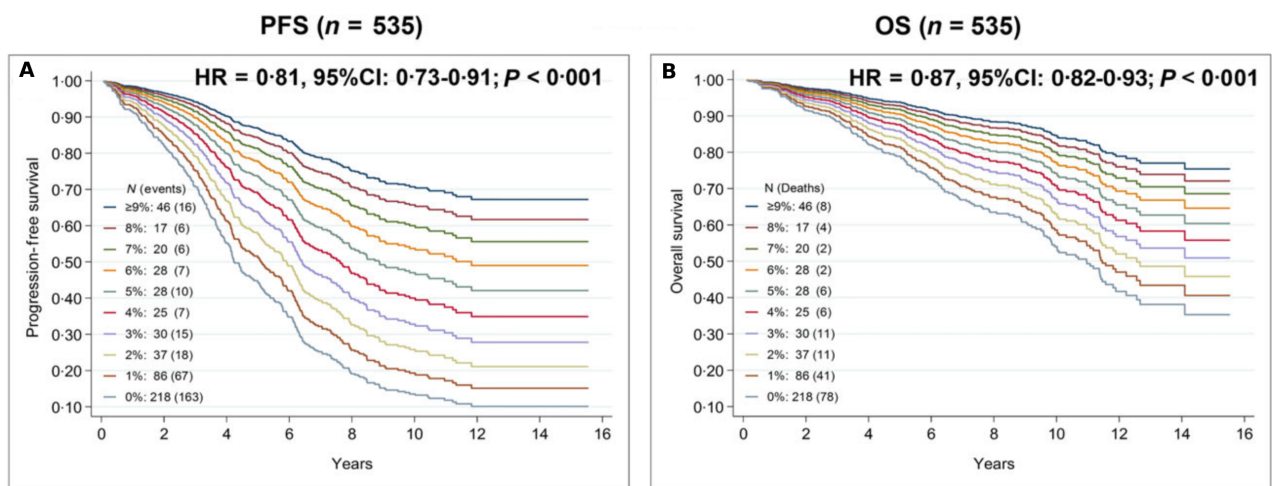 PFS (n = 535)
A
HR = 0·81, 95%CI: 0·73-0·91; P < 0·001
Progression-free survival
1·00
0·90
0·80
0·70
0·60
0·50
0·40
0·30
0·20
0·10
N (events)
≥9%: 46 (16)
8%: 17 (6)
7%: 20 (6)
6%: 28 (7)
5%: 28 (10)
4%: 25 (7)
3%: 30 (15)
2%: 37 (18)
1%: 86 (67)
0%: 218 (163)
0 2 4 6 8 10 12 14 16
Years
OS (n = 535)
B
HR = 0·87, 95%CI: 0·82-0·93; P < 0·001
Overall survival
1·00
0·90
0·80
0·70
0·60
0·50
0·40
0·30
0·20
0·10
N (Deaths)
≥9%: 46 (8)
8%: 17 (4)
7%: 20 (2)
6%: 28 (2)
5%: 28 (6)
4%: 25 (6)
3%: 30 (11)
2%: 37 (11)
1%: 86 (41)
0%: 218 (78)
0 2 4 6 8 10 12 14 16
Years